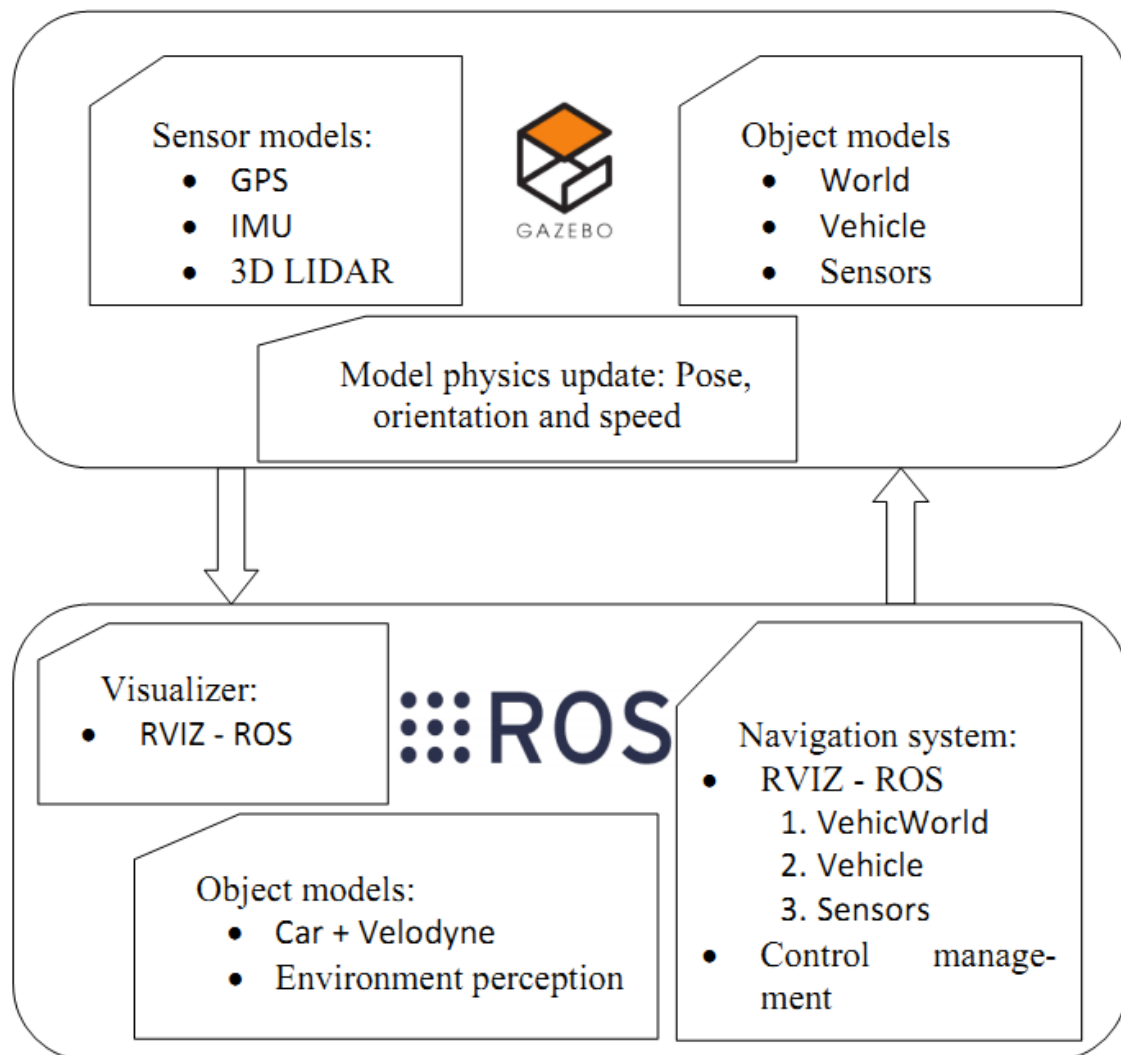 Sensor models:
• GPS
• IMU
• 3D LIDAR
GAZEBO
Object models
• World
• Vehicle
• Sensors
Model physics update: Pose,
orientation and speed
Visualizer:
• RVIZ - ROS
ROS
Object models:
• Car + Velodyne
• Environment perception
Navigation system:
• RVIZ - ROS
1. VehicWorld
2. Vehicle
3. Sensors
• Control manage-
ment